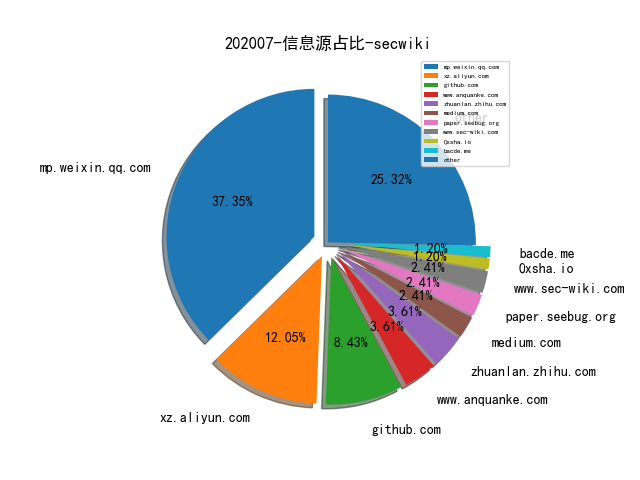 202007-信息源占比-secwiki
mp.weixin.qq.com
xz.aliyun.com
github.com
www.anquanke.com
zhuanlan.zhihu.com
medium.com
paper.seebug.org
www.sec-wiki.com
0xsha.io
bacde.me
other
other
25.32%
mp.weixin.qq.com
37.35%
1.20%
bacde.me
1.20%
0xsha.io
2.41%
www.sec-wiki.com
2.41%
paper.seebug.org
2.41%
medium.com
3.61%
zhuanlan.zhihu.com
3.61%
www.anquanke.com
12.05%
8.43%
xz.aliyun.com
github.com